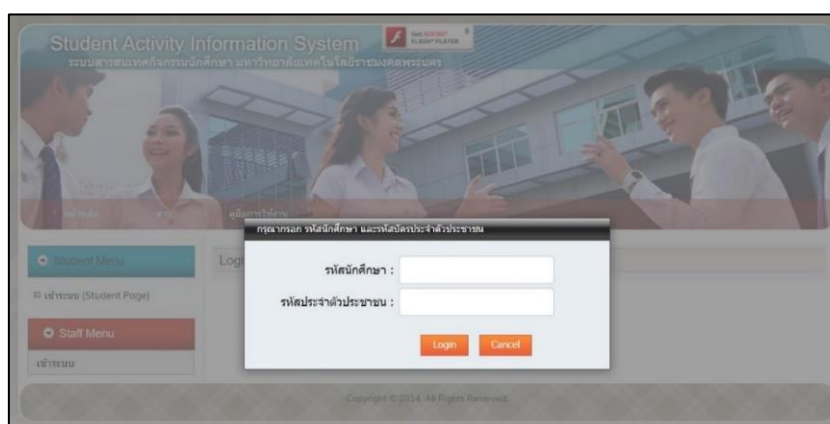 Student Activity Information System
Get ADOBE®
FLASH® PLAYER
ระบบสารสนเทศกิจกรรมนักศึกษา มหาวิทยาลัยเทคโนโลยีราชมงคลพระนคร
คู่มือการใช้งาน
กรุณากรอก รหัสนักศึกษา และรหัสบัตรประจำตัวประชาชน
Student Menu
รหัสนักศึกษา :
เข้าระบบ (Student Page)
รหัสประจำตัวประชาชน :
Staff Menu
Login
Cancel
เข้าระบบ
Copyright © 2014. All Rights Reserved.